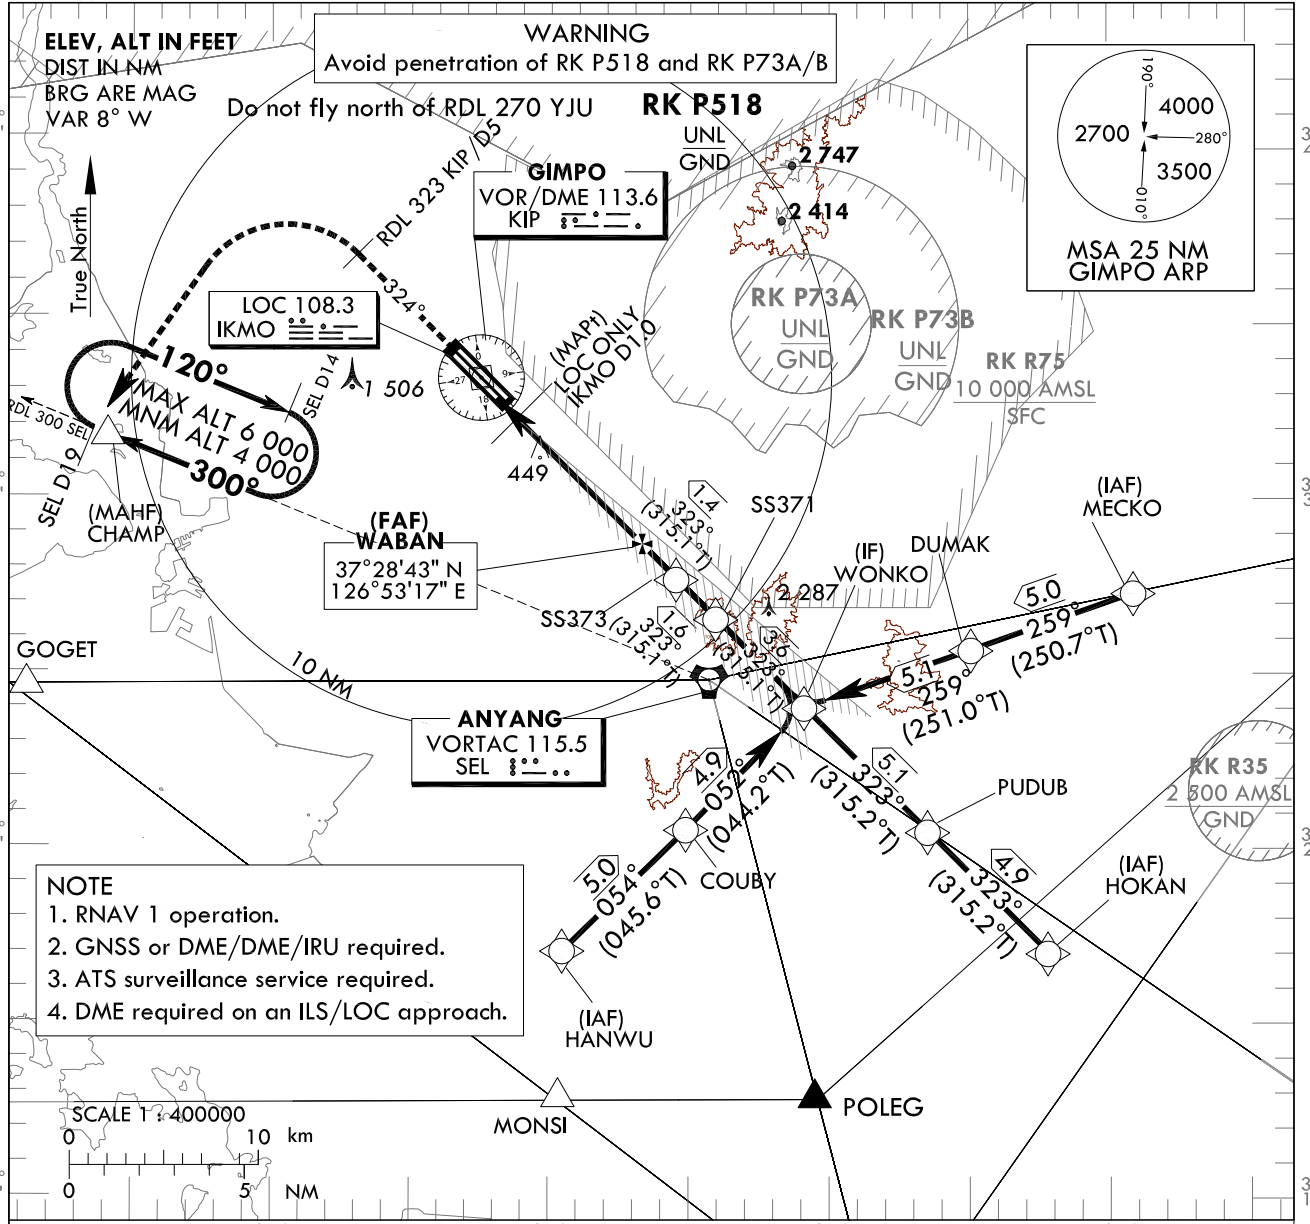 ELEV, ALT IN FEET
DIST IN NM
BRG ARE MAG
VAR 8° W
WARNING
Avoid penetration of RK P518 and RK P73A/B
Do not fly north of RDL 270 YJU
RK P518
UNL
GND
2 747
2 414
190°
4000
2700
280°
3500
010°
MSA 25 NM
GIMPO ARP
True North
RDL 323 KIP/D5
GIMPO
VOR/DME 113.6
KIP
324°
LOC 108.3
IKMO
(MAPt)
LOC ONLY
IKMO D1.0
0
9
18
27
RK P73A
UNL
GND
RK P73B
UNL
GND
RK R75
10 000 AMSL
SFC
120°
MAX ALT 6 000
MNM ALT 4 000
300°
SEL D14
1 506
RDL 300 SEL
SEL D19
(MAHF)
CHAMP
449
(FAF)
WABAN
37°28'43" N
126°53'17" E
1.4
323°
(315.1°T)
SS371
(IAF)
MECKO
(IF)
WONKO
DUMAK
2 287
SS373
1.6
323°
(315.1°T)
3.6
323°
(315.1°T)
5.0
259°
(250.7°T)
5.1
259°
(251.0°T)
GOGET
10 NM
ANYANG
VORTAC 115.5
SEL
4.9
052°
(044.2°T)
5.1
323°
(315.2°T)
PUDUB
RK R35
2 500 AMSL
GND
5.0
054°
(045.6°T)
COUBY
4.9
323°
(315.2°T)
(IAF)
HOKAN
NOTE
1. RNAV 1 operation.
2. GNSS or DME/DME/IRU required.
3. ATS surveillance service required.
4. DME required on an ILS/LOC approach.
(IAF)
HANWU
MONSI
POLEG
SCALE 1 : 400000
0 10 km
0 5 NM